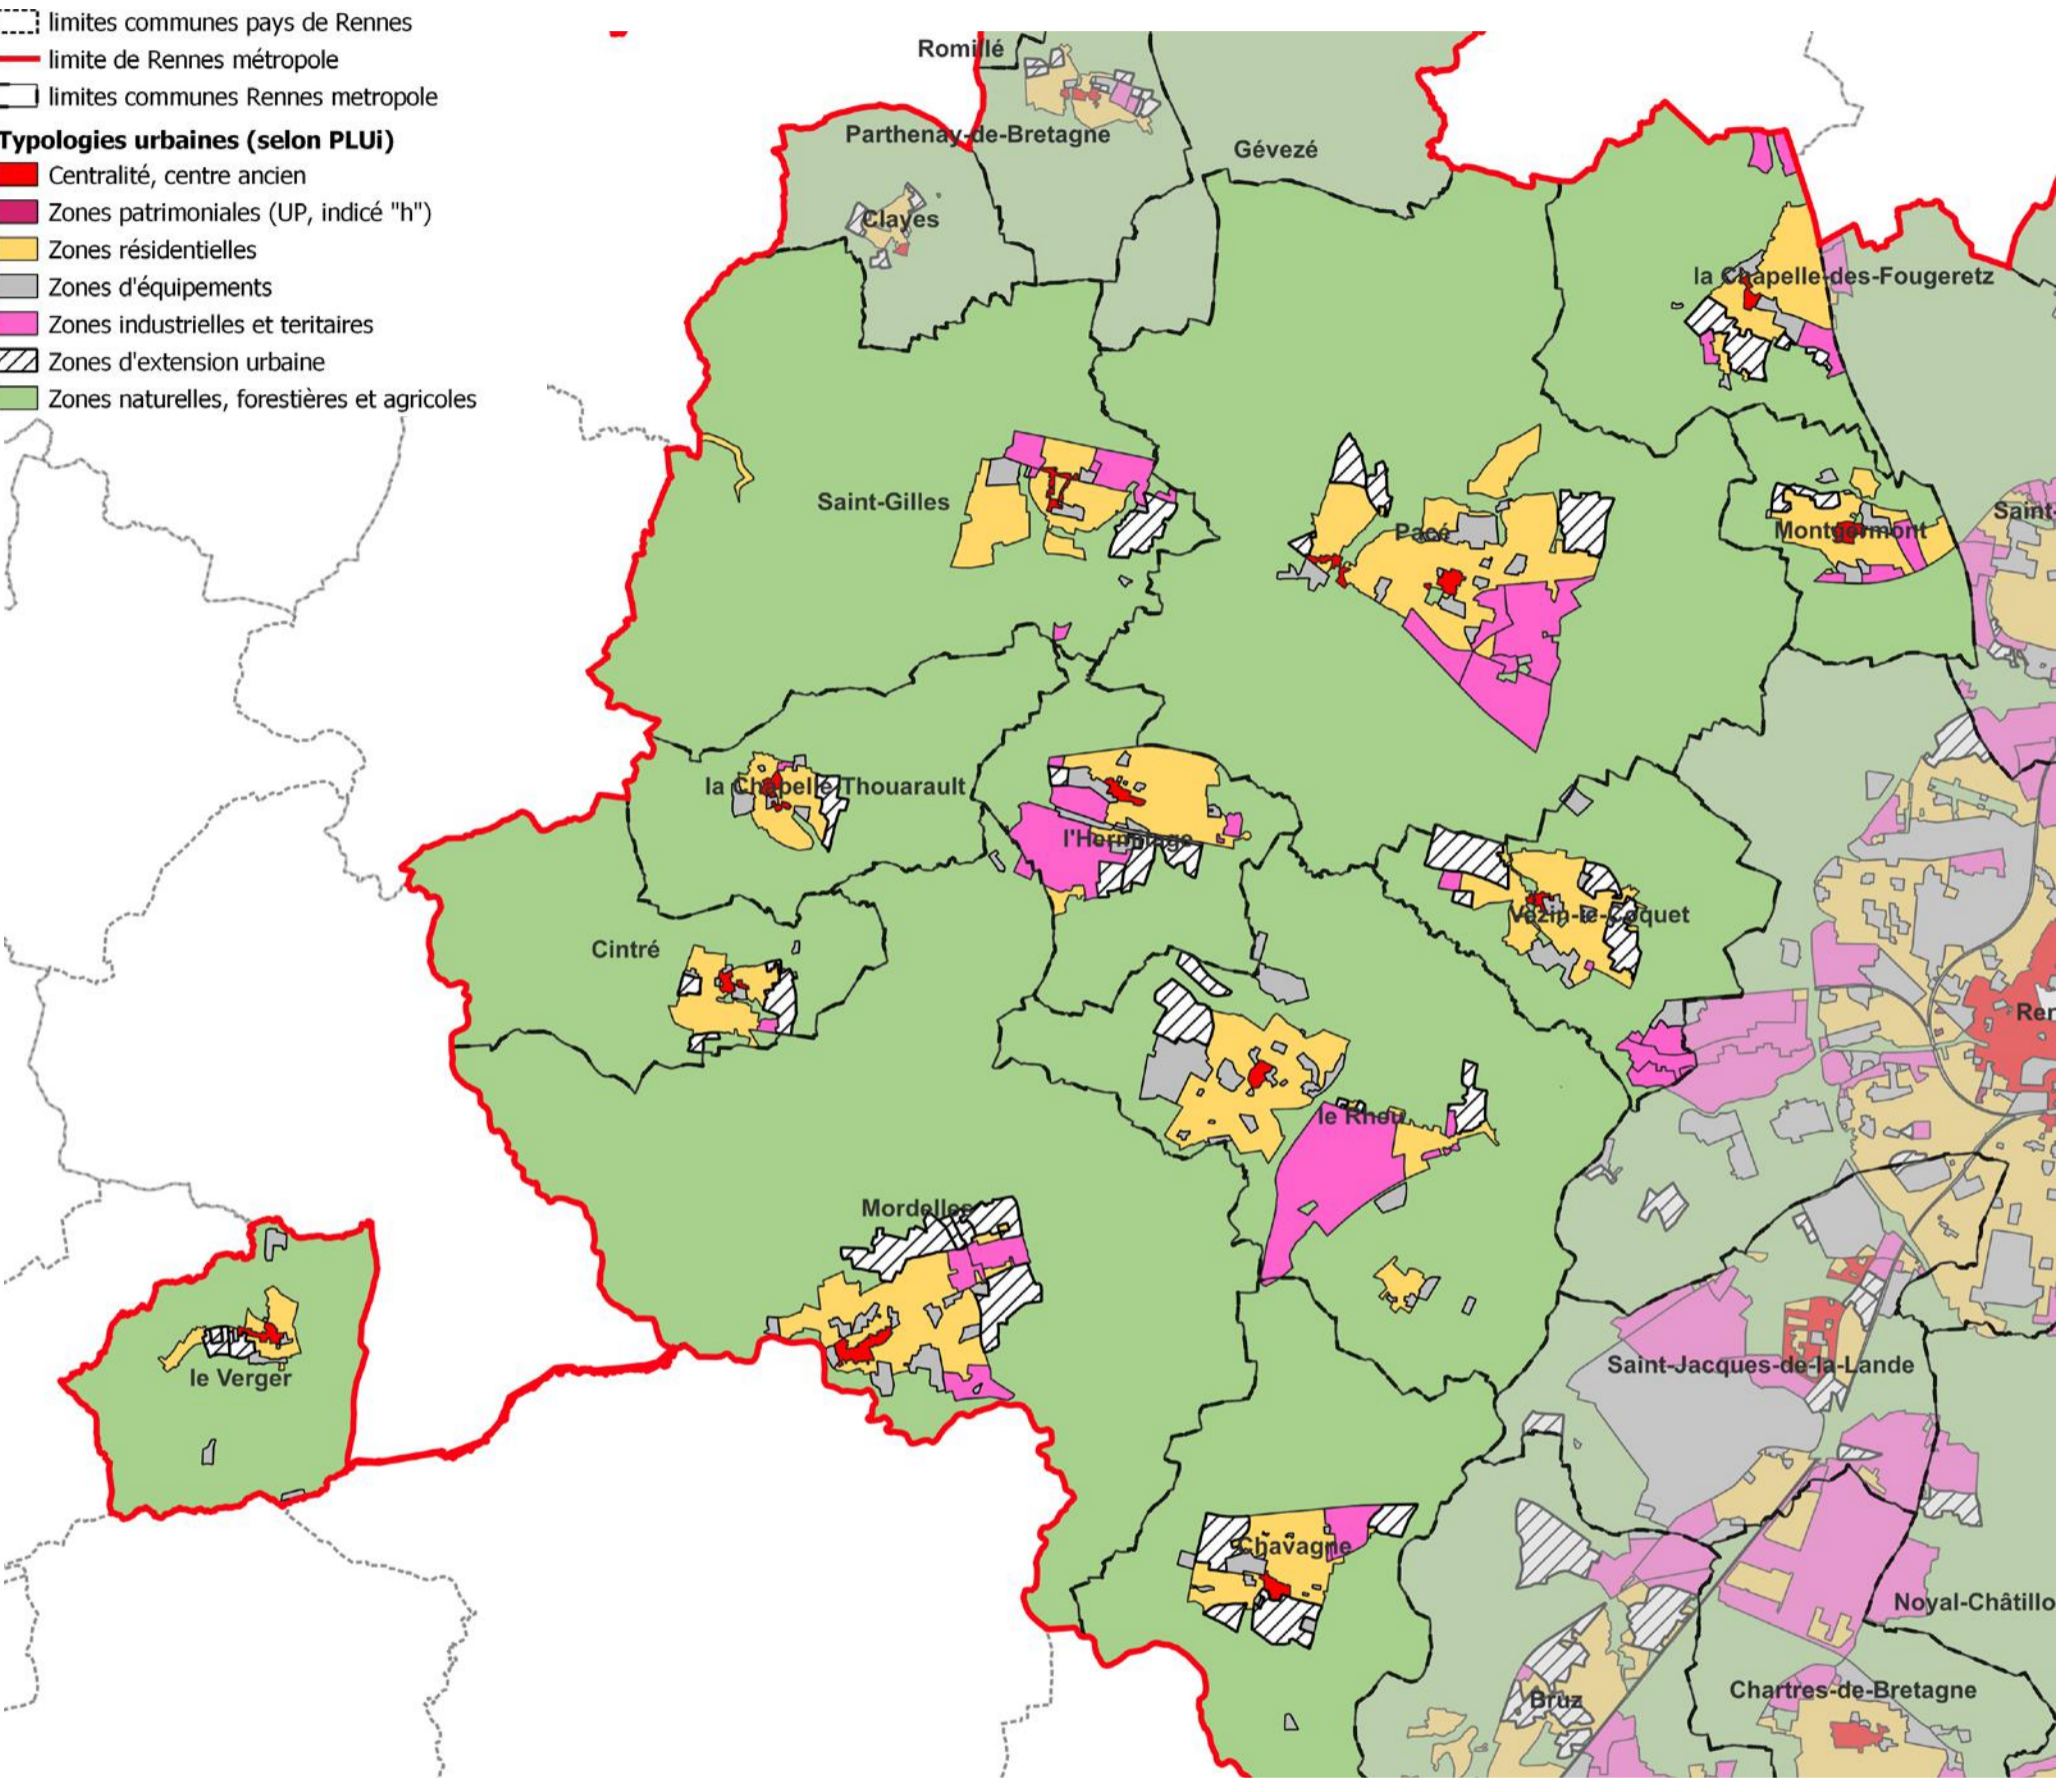 limites communes pays de Rennes
limite de Rennes métropole
limites communes Rennes metropole
Typologies urbaines (selon PLUi)
Centralité, centre ancien
Zones patrimoniales (UP, indicé "h")
Zones résidentielles
Zones d'équipements
Zones industrielles et teritaires
Zones d'extension urbaine
Zones naturelles, forestières et agricoles
Romillé
Parthenay-de-Bretagne
Gévezé
Clayes
la Chapelle-des-Fougeretz
Saint-Gilles
Pacé
Montgermont
Saint-
la Chapelle-Thouarault
l'Hermitage
Vezin-le-Coquet
Cintré
Ren
le Rheu
Mordelles
le Verger
Saint-Jacques-de-la-Lande
Chavagne
Noyal-Châtillo
Bruz
Chartres-de-Bretagne